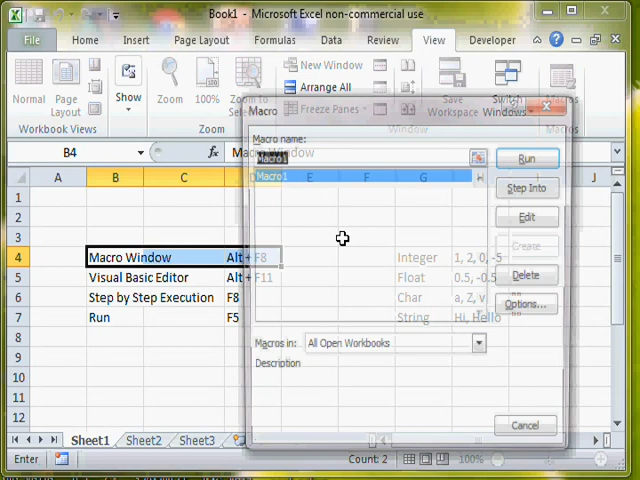 Book1 - Microsoft Excel non-commercial use
File Home Insert Page Layout Formulas Data Review View Developer
Normal Page Layout Show Zoom 100% Zoom to New Window Arrange All Freeze Panes Save Workspace Switch Windows Macros
Workbook Views Zoom Window Macros
B4 fx Macro Window
A B C D E F G H I J
1
2
3
4 Macro Window Alt + F8 Integer 1, 2, 0, -5
5 Visual Basic Editor Alt + F11 Float 0.5, -0.5
6 Step by Step Execution F8 Char a, Z, v
7 Run F5 String Hi, Hello
8
9
10
11
12
Macro
Macro name:
Macro1
Macro1
Run
Step Into
Edit
Create
Delete
Options...
Macros in: All Open Workbooks
Description
Cancel
Sheet1 Sheet2 Sheet3
Enter Count: 2 100%